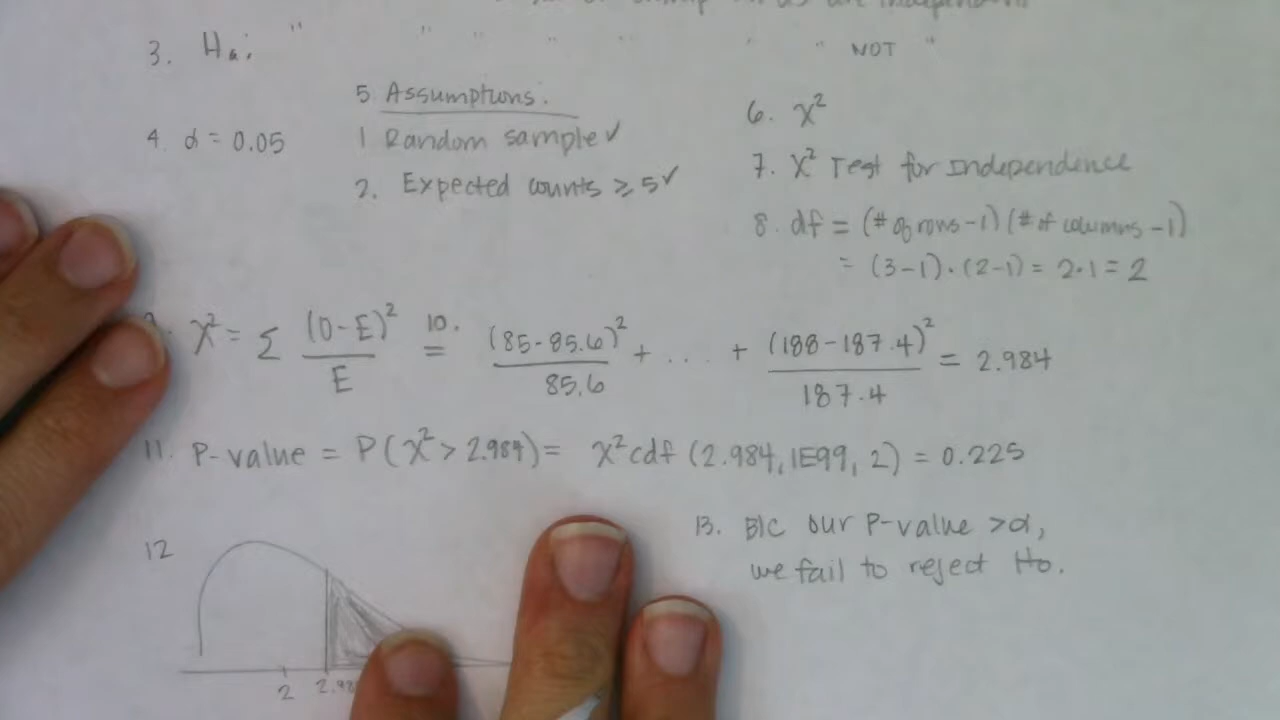 are independent
3. Ha: " " " " " " " NOT "
4. α = 0.05
5 Assumptions.
1 Random sample ✓
2. Expected counts ≥ 5 ✓
6. χ²
7. χ² Test for Independence
8. df = (# of rows - 1)(# of columns - 1)
= (3-1)·(2-1) = 2·1 = 2
χ² = Σ (O-E)²/E 10. = (85-85.6)²/85.6 + ... + (188-187.4)²/187.4 = 2.984
11. P-value = P(χ² > 2.984) = χ²cdf (2.984, 1E99, 2) = 0.225
12
2 2.98
13. B/c our P-value > α,
we fail to reject Ho.